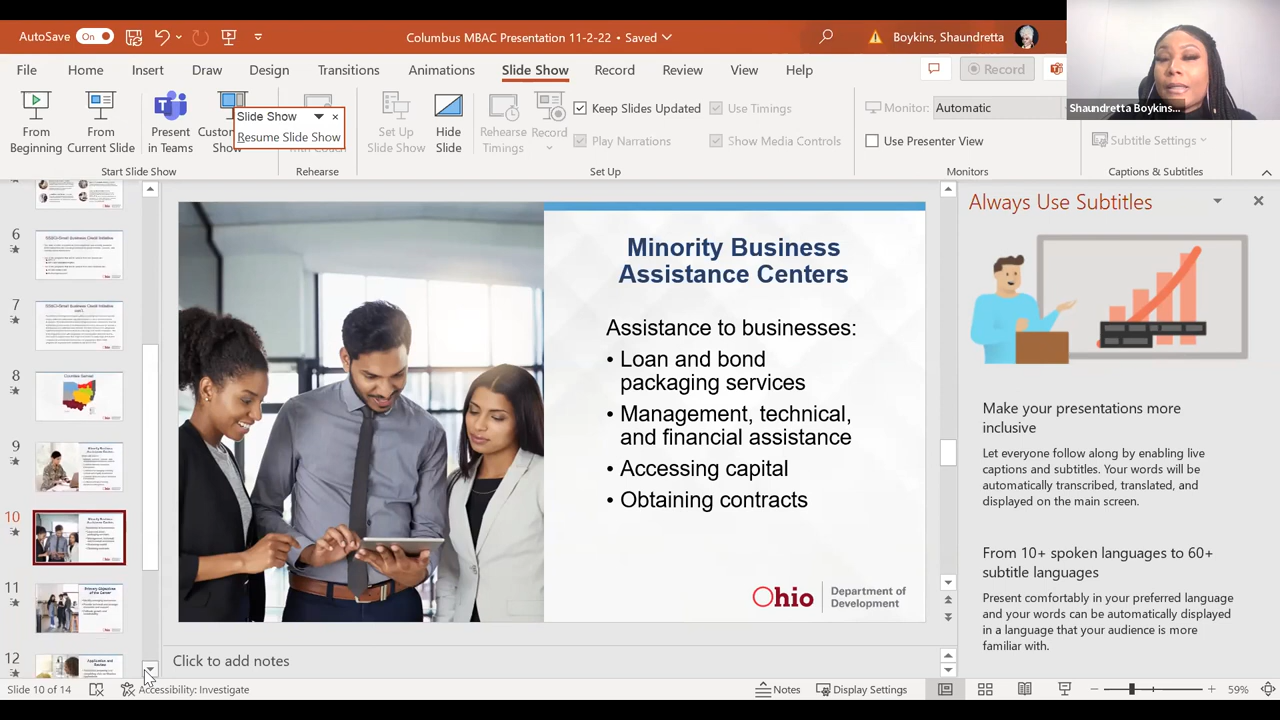 AutoSave On
Columbus MBAC Presentation 11-2-22 • Saved
Boykins, Shaundretta
Shaundretta Boykins...
File Home Insert Draw Design Transitions Animations Slide Show Record Review View Help
Record
From Beginning
From Current Slide
Present in Teams
Custom
Show
Slide Show
Resume Slide Show
Set Up Slide Show
Hide Slide
Rehearse Timings
Record
Keep Slides Updated
Play Narrations
Use Timings
Show Media Controls
Monitor: Automatic
Use Presenter View
Subtitle Settings
Start Slide Show
Rehearse
Set Up
Monitors
Captions & Subtitles
6
7
8
9
10
11
12
Minority Business
Assistance Centers
Assistance to businesses:
• Loan and bond
packaging services
• Management, technical,
and financial assistance
• Accessing capital
• Obtaining contracts
Ohio
Department of
Development
Always Use Subtitles
Make your presentations more
inclusive
Let everyone follow along by enabling live
captions and subtitles. Your words will be
automatically transcribed, translated, and
displayed on the main screen.
From 10+ spoken languages to 60+
subtitle languages
Present comfortably in your preferred language
and your words can be automatically displayed
in a language that your audience is more
familiar with.
Click to add notes
Slide 10 of 14
Accessibility: Investigate
Notes
Display Settings
59%